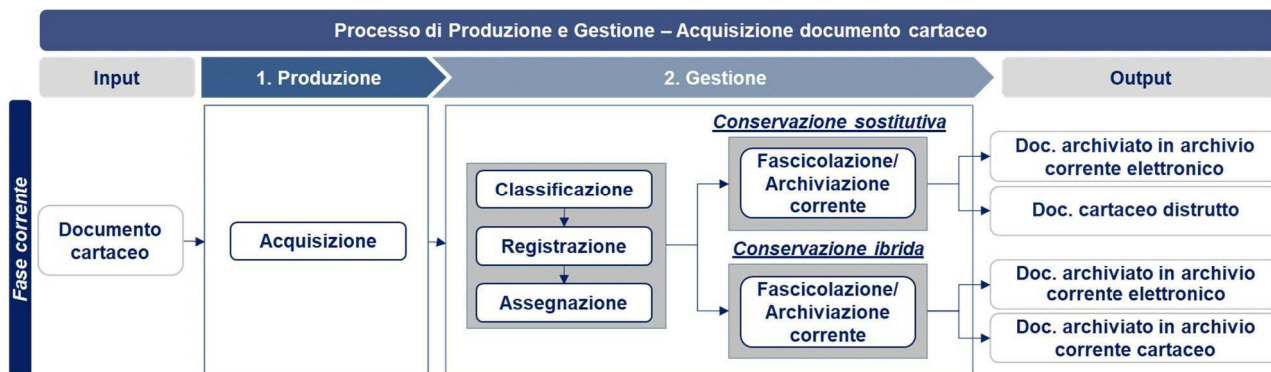 Processo di Produzione e Gestione – Acquisizione documento cartaceo
Input
1. Produzione
2. Gestione
Output
Fase corrente
Documento
cartaceo
Acquisizione
Classificazione
Registrazione
Assegnazione
Conservazione sostitutiva
Fascicolazione/
Archiviazione
corrente
Conservazione ibrida
Fascicolazione/
Archiviazione
corrente
Doc. archiviato in archivio
corrente elettronico
Doc. cartaceo distrutto
Doc. archiviato in archivio
corrente elettronico
Doc. archiviato in archivio
corrente cartaceo